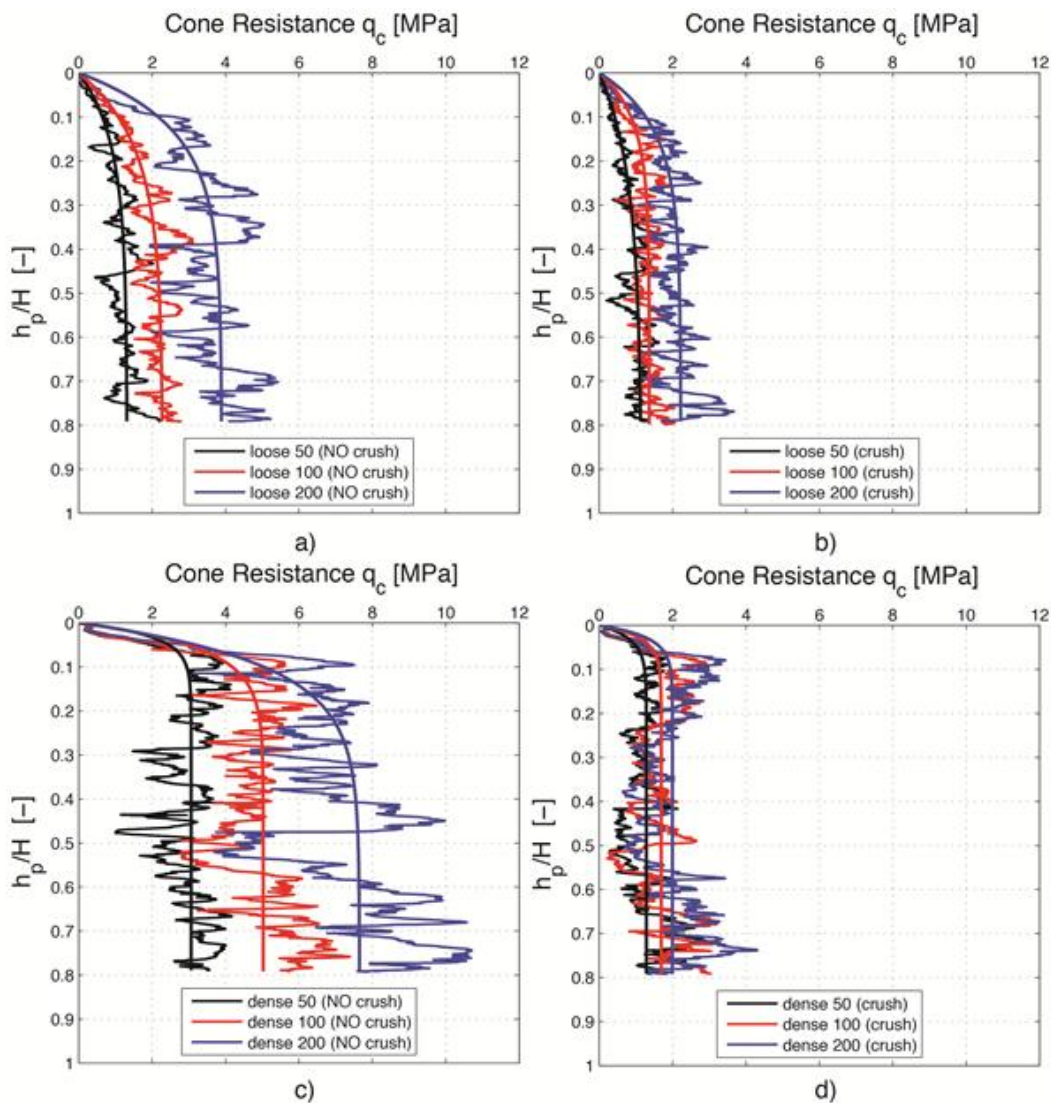 Cone Resistance q_c [MPa]
0 2 4 6 8 10 12
0
0.1
0.2
0.3
0.4
0.5
0.6
0.7
0.8
0.9
1
h_p/H [–]
loose 50 (NO crush)
loose 100 (NO crush)
loose 200 (NO crush)
a)
Cone Resistance q_c [MPa]
0 2 4 6 8 10 12
0
0.1
0.2
0.3
0.4
0.5
0.6
0.7
0.8
0.9
1
h_p/H [–]
loose 50 (crush)
loose 100 (crush)
loose 200 (crush)
b)
Cone Resistance q_c [MPa]
0 2 4 6 8 10 12
0
0.1
0.2
0.3
0.4
0.5
0.6
0.7
0.8
0.9
1
h_p/H [–]
dense 50 (NO crush)
dense 100 (NO crush)
dense 200 (NO crush)
c)
Cone Resistance q_c [MPa]
0 2 4 6 8 10 12
0
0.1
0.2
0.3
0.4
0.5
0.6
0.7
0.8
0.9
1
h_p/H [–]
dense 50 (crush)
dense 100 (crush)
dense 200 (crush)
d)